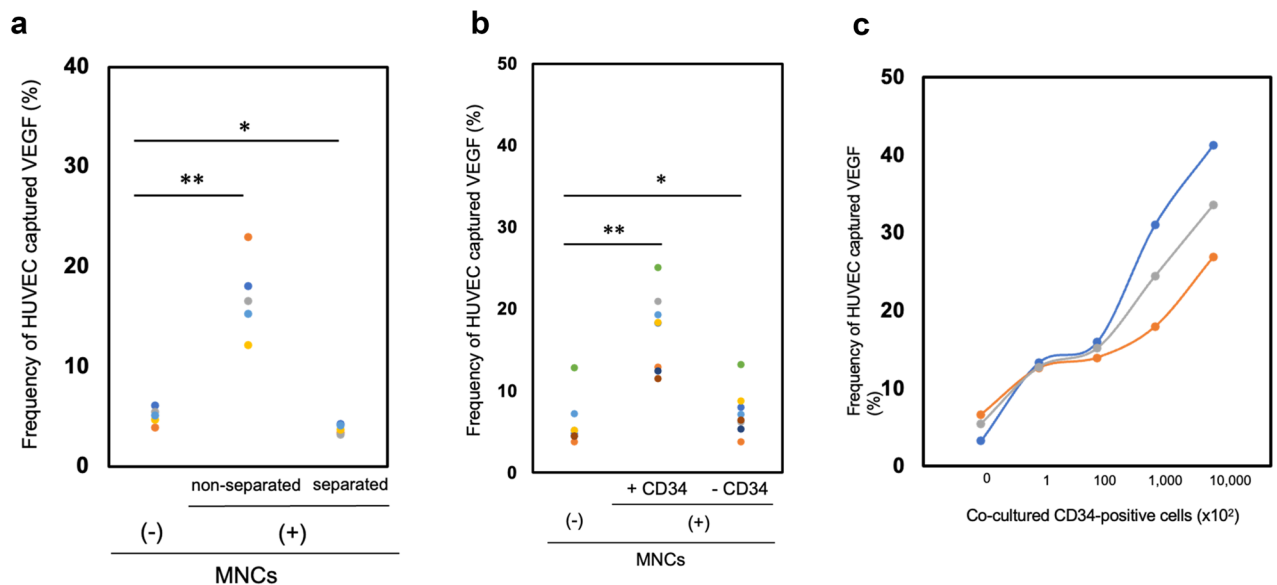 a
Frequency of HUVEC captured VEGF (%)
40
30
20
10
0
*
**
non-separated separated
(-) (+)
MNCs
b
Frequency of HUVEC captured VEGF (%)
50
40
30
20
10
0
*
**
+ CD34 - CD34
(-) (+)
MNCs
c
Frequency of HUVEC captured VEGF
(%)
50
40
30
20
10
0
0 1 100 1,000 10,000
Co-cultured CD34-positive cells (x10²)